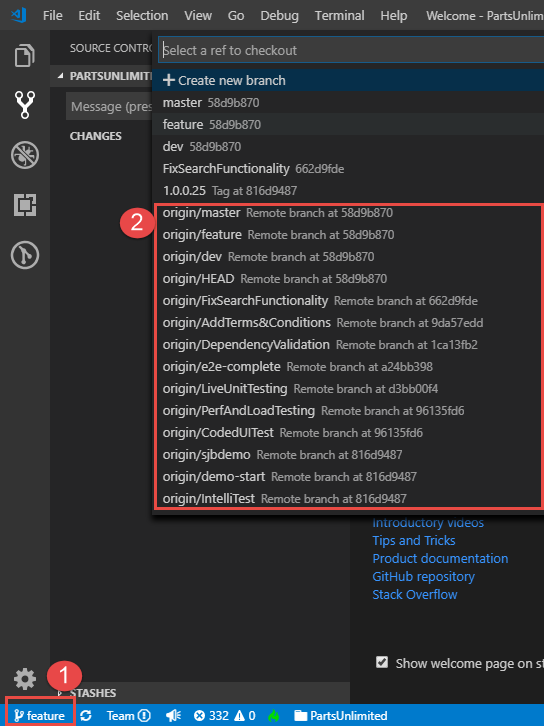 File Edit Selection View Go Debug Terminal Help Welcome - PartsUnlimited
SOURCE CONTRO
Select a ref to checkout
PARTSUNLIMITE
Create new branch
Message (pres
master 58d9b870
feature 58d9b870
CHANGES
dev 58d9b870
FixSearchFunctionality 662d9fde
1.0.0.25 Tag at 816d9487
2
origin/master Remote branch at 58d9b870
origin/feature Remote branch at 58d9b870
origin/dev Remote branch at 58d9b870
origin/HEAD Remote branch at 58d9b870
origin/FixSearchFunctionality Remote branch at 662d9fde
origin/AddTerms&Conditions Remote branch at 9da57edd
origin/DependencyValidation Remote branch at 1ca13fb2
origin/e2e-complete Remote branch at a24bb398
origin/LiveUnitTesting Remote branch at d3bb00f4
origin/PerfAndLoadTesting Remote branch at 96135fd6
origin/CodedUITest Remote branch at 96135fd6
origin/sjbdemo Remote branch at 816d9487
origin/demo-start Remote branch at 816d9487
origin/IntelliTest Remote branch at 816d9487
Introductory videos
Tips and Tricks
Product documentation
GitHub repository
Stack Overflow
Show welcome page on st
1
STASHES
feature Team 332 0 PartsUnlimited